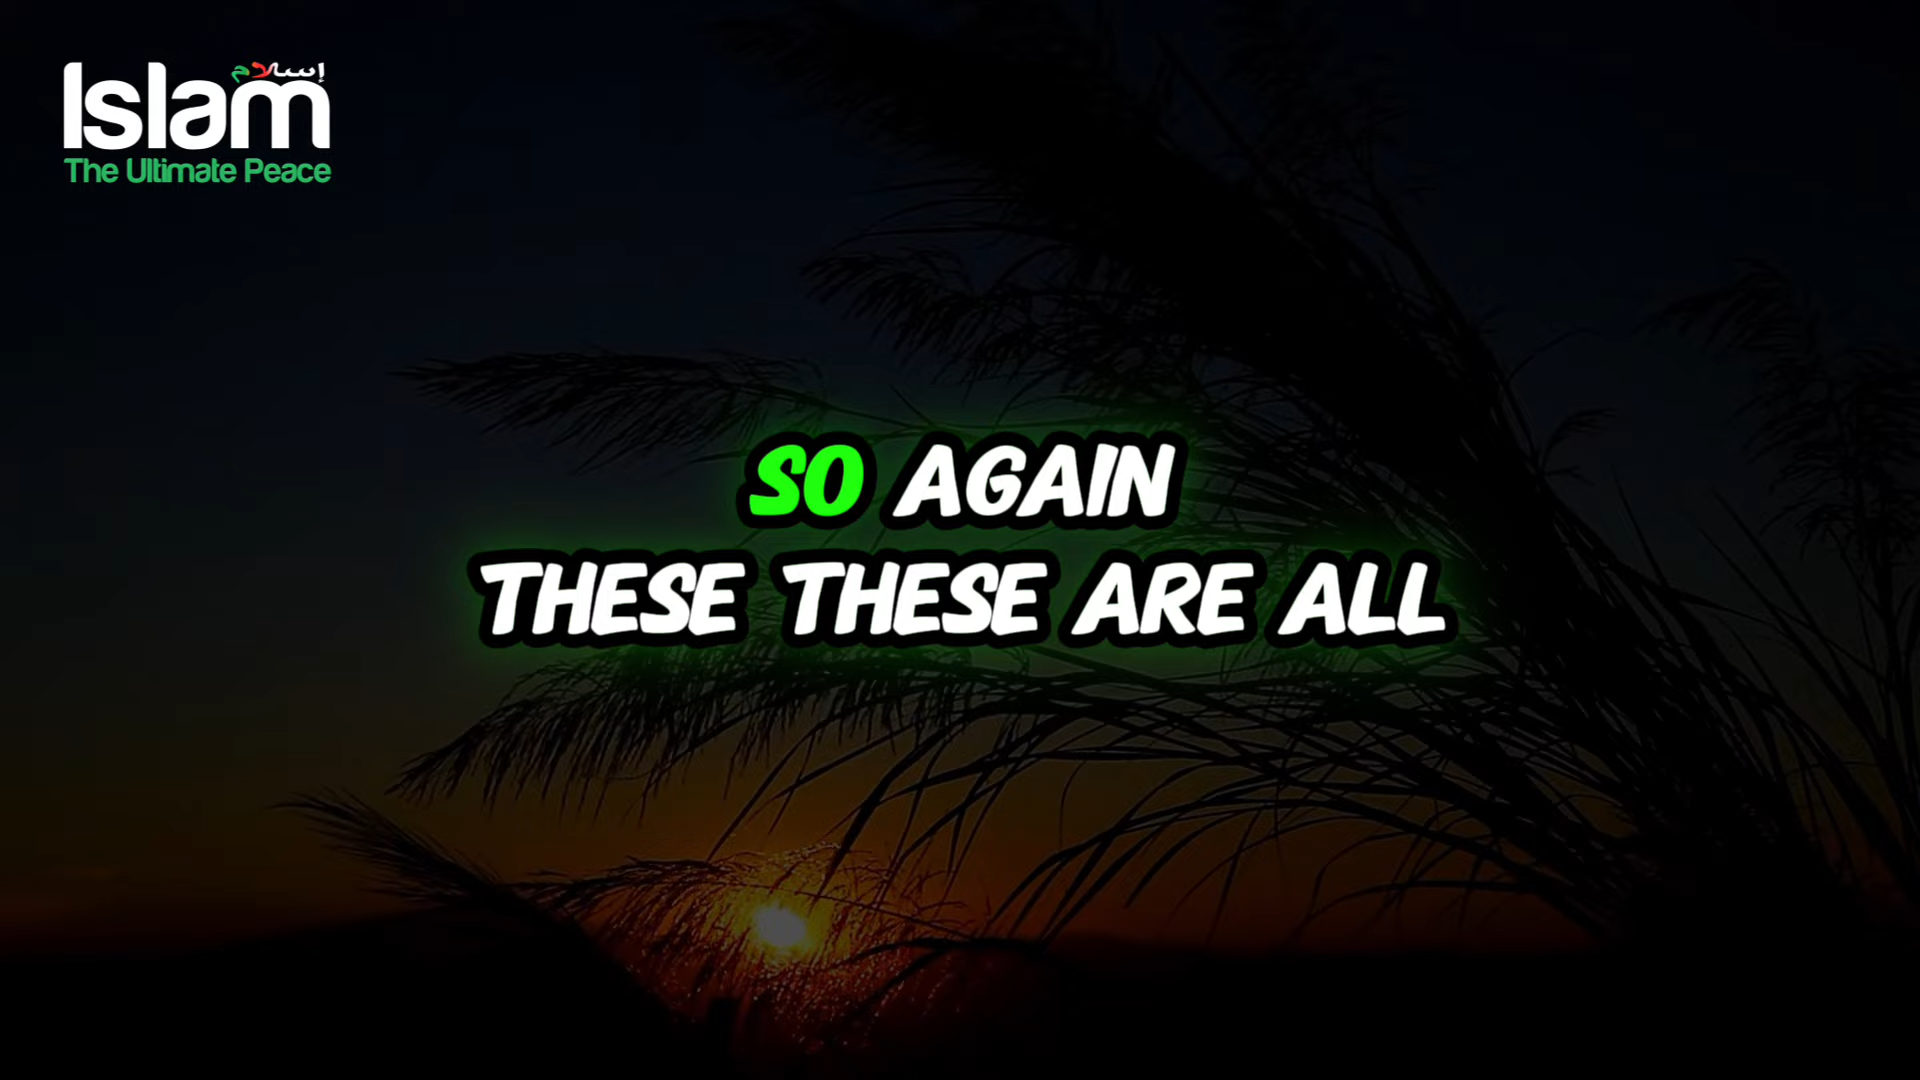 إسلام
Islam
The Ultimate Peace
SO AGAIN
THESE THESE ARE ALL